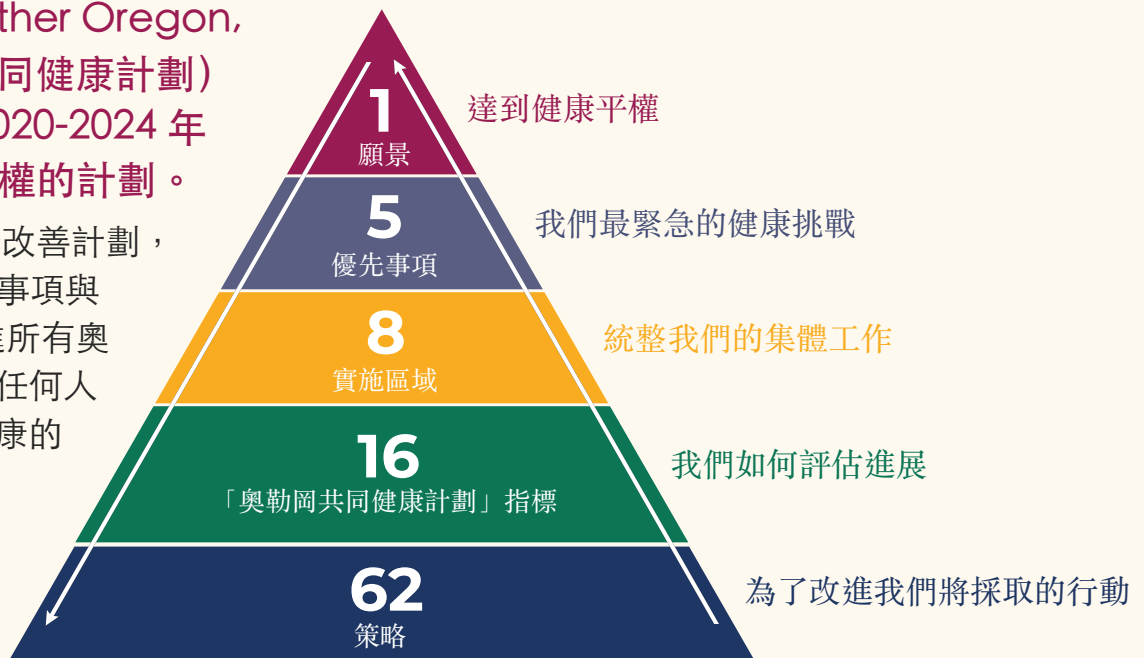 ther Oregon,
同健康計劃）
020-2024 年
權的計劃。
改善計劃，
事項與
所有奧
任何人
康的
1
願景
達到健康平權
5
優先事項
我們最緊急的健康挑戰
8
實施區域
統整我們的集體工作
16
「奧勒岡共同健康計劃」指標
我們如何評估進展
62
策略
為了改進我們將採取的行動